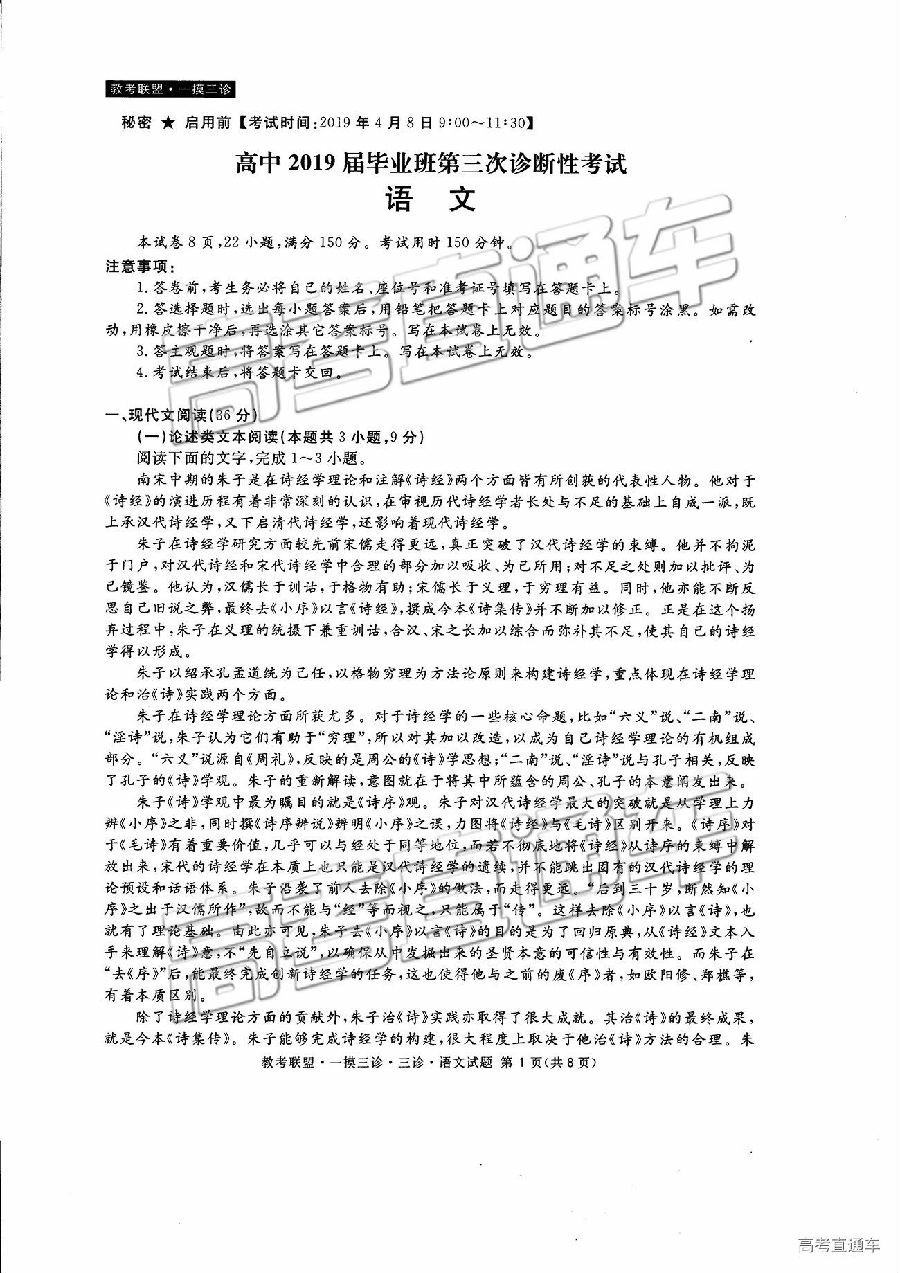 教考联盟·一摸三诊
秘密 ★ 启用前【考试时间:2019年4月8日9:00～11:30】
高中2019届毕业班第三次诊断性考试
语 文
本试卷8页,22小题,满分150分。考试用时150分钟。
注意事项:
1.答卷前,考生务必将自己的姓名、座位号和准考证号填写在答题卡上。
2.答选择题时,选出每小题答案后,用铅笔把答题卡上对应题目的答案标号涂黑。如需改
动,用橡皮擦干净后,再选涂其它答案标号。写在本试卷上无效。
3.答主观题时,将答案写在答题卡上。写在本试卷上无效。
4.考试结束后,将答题卡交回。
一、现代文阅读(36分)
(一)论述类文本阅读(本题共3小题,9分)
阅读下面的文字,完成1～3小题。
南宋中期的朱子是在诗经学理论和注解《诗经》两个方面皆有所创获的代表性人物。他对于
《诗经》的演进历程有着非常深刻的认识,在审视历代诗经学者长处与不足的基础上自成一派,既
上承汉代诗经学,又下启清代诗经学,还影响着现代诗经学。
朱子在诗经学研究方面较先前宋儒走得更远,真正突破了汉代诗经学的束缚。他并不拘泥
于门户,对汉代诗经和宋代诗经学中合理的部分加以吸收、为己所用;对不足之处则加以批评、为
己镜鉴。他认为,汉儒长于训诂,于格物有助;宋儒长于义理,于穷理有益。同时,他亦能不断反
思自己旧说之弊,最终去《小序》以言《诗经》,撰成今本《诗集传》并不断加以修正。正是在这个扬
弃过程中,朱子在义理的统摄下兼重训诂,合汉、宋之长加以综合而弥补其不足,使其自己的诗经
学得以形成。
朱子以绍承孔孟道统为己任,以格物穷理为方法论原则来构建诗经学,重点体现在诗经学理
论和治《诗》实践两个方面。
朱子在诗经学理论方面所获尤多。对于诗经学的一些核心命题,比如“六义”说、“二南”说、
“淫诗”说,朱子认为它们有助于“穷理”,所以对其加以改造,以成为自己诗经学理论的有机组成
部分。“六义”说源自《周礼》,反映的是周公的《诗》学思想;“二南”说、“淫诗”说与孔子相关,反映
了孔子的《诗》学观。朱子的重新解读,意图就在于将其中所蕴含的周公、孔子的本意阐发出来。
朱子《诗》学观中最为瞩目的就是《诗序》观。朱子对汉代诗经学最大的突破就是从学理上力
辨《小序》之非,同时撰《诗序辨说》辨明《小序》之误,力图将《诗经》与《毛诗》区别开来。《诗序》对
于《毛诗》有着重要价值,几乎可以与经处于同等地位,而若不彻底地将《诗经》从诗序的束缚中解
放出来,宋代的诗经学在本质上也只能是汉代诗经学的遗续,并不能跳出固有的汉代诗经学的理
论预设和话语体系。朱子沿袭了前人去除《小序》的做法,而走得更远。“后到三十岁,断然知《小
序》之出于汉儒所作”,故而不能与“经”等而视之,只能属于“传”。这样去除《小序》以言《诗》,也
就有了理论基础。由此亦可见,朱子去《小序》以言《诗》的目的是为了回归原典,从《诗经》文本入
手来理解《诗》意,不“先自立说”,以确保从中发掘出来的圣贤本意的可信性与有效性。而朱子在
“去《序》”后,能最终完成创新诗经学的任务,这也使得他与之前的废《序》者,如欧阳修、郑樵等,
有着本质区别。
除了诗经学理论方面的贡献外,朱子治《诗》实践亦取得了很大成就。其治《诗》的最终成果,
就是今本《诗集传》。朱子能够完成诗经学的构建,很大程度上取决于他治《诗》方法的合理。朱
教考联盟·一摸三诊·三诊·语文试题 第1页(共8页)
高考直通车
高考直通车
高考直通车